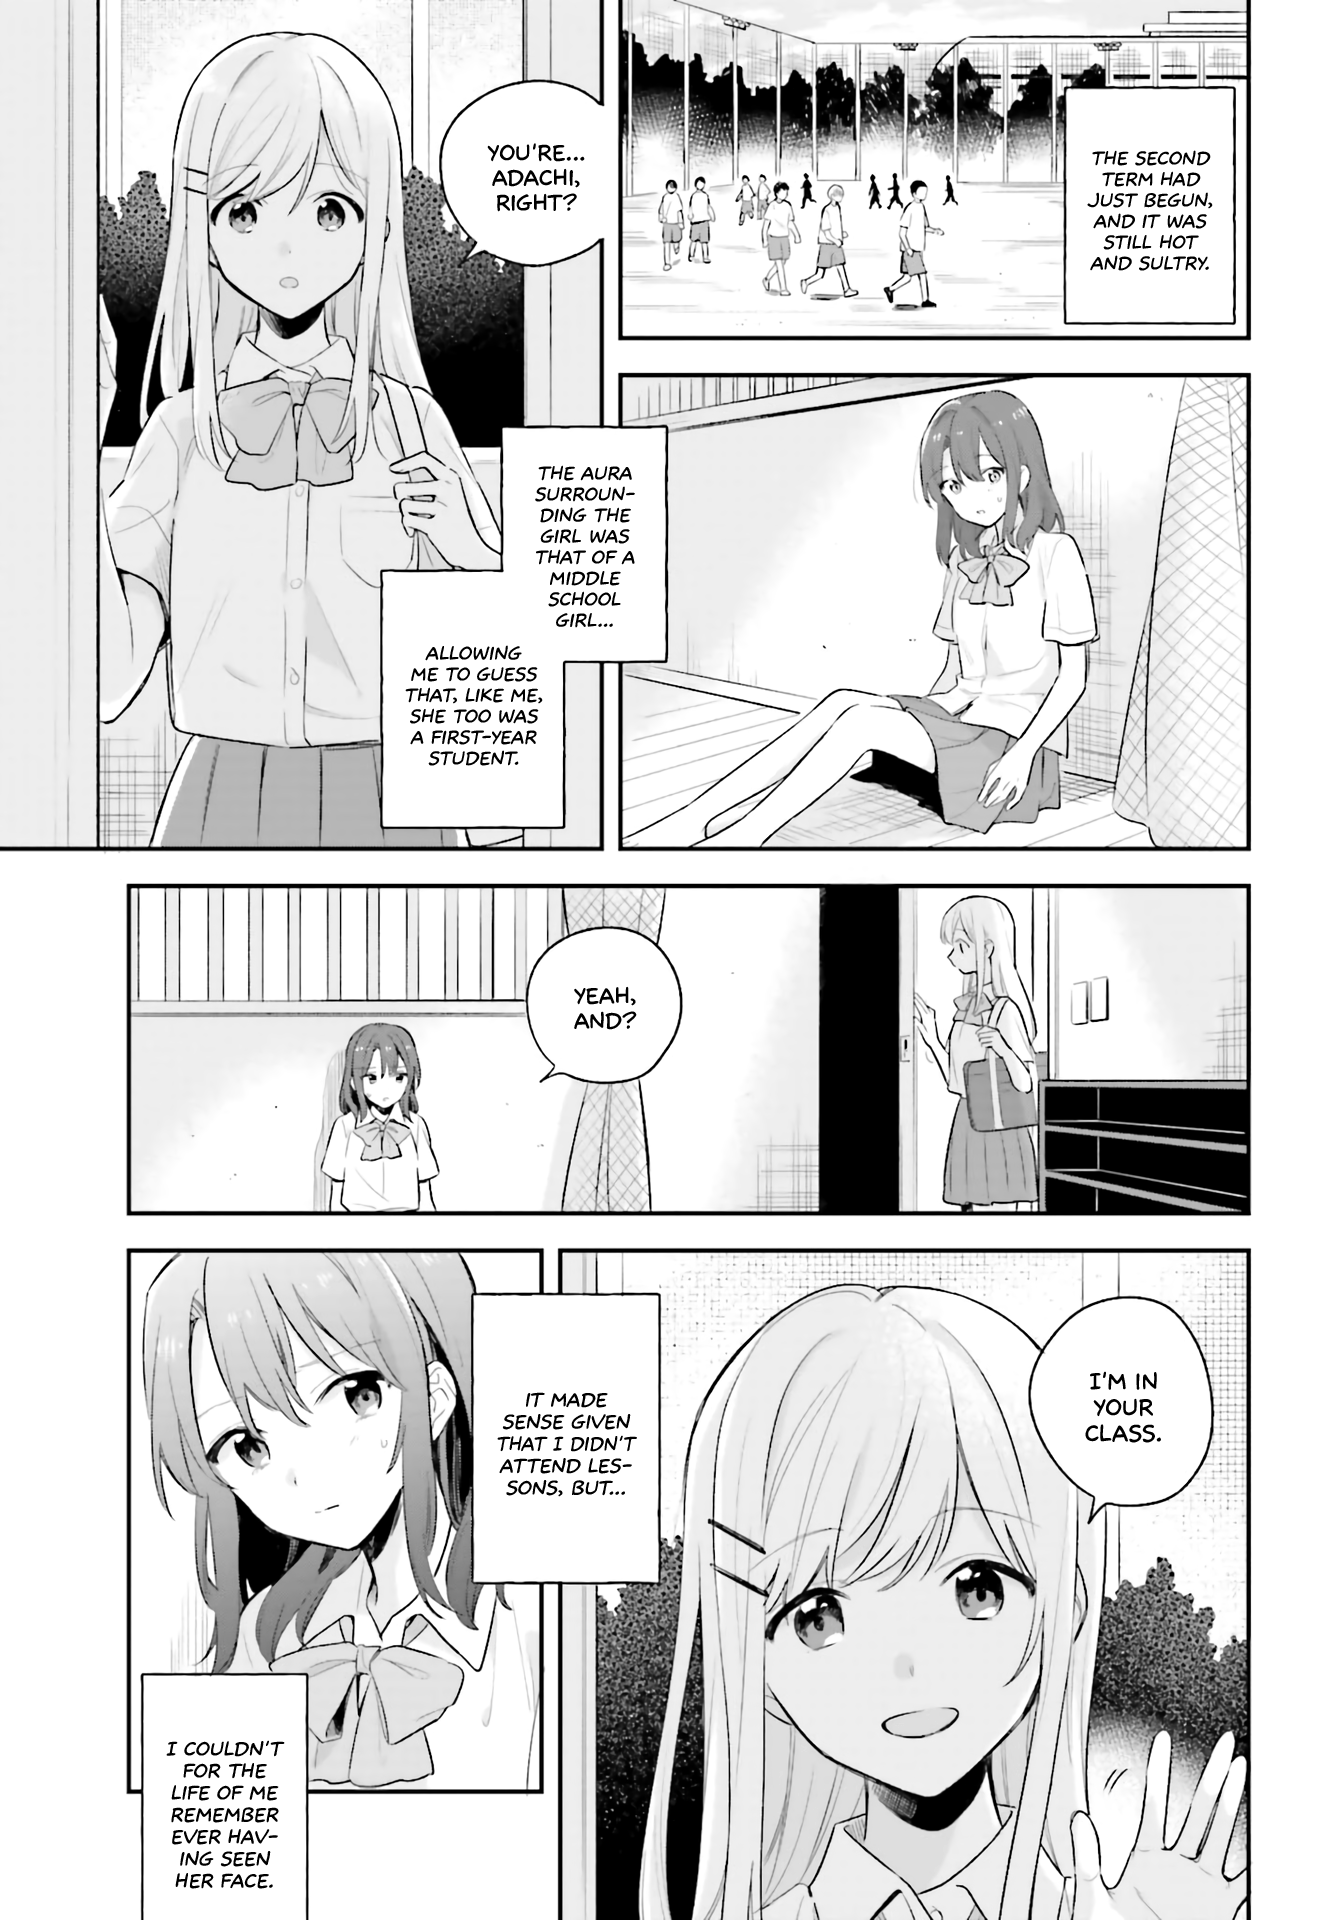 THE SECOND
TERM HAD
JUST BEGUN,
AND IT WAS
STILL HOT
AND SULTRY.
YOU'RE...
ADACHI,
RIGHT?
THE AURA
SURROUN-
DING THE
GIRL WAS
THAT OF A
MIDDLE
SCHOOL
GIRL...
ALLOWING
ME TO GUESS
THAT, LIKE ME,
SHE TOO WAS
A FIRST-YEAR
STUDENT.
YEAH,
AND?
I'M IN
YOUR
CLASS.
IT MADE
SENSE GIVEN
THAT I DIDN'T
ATTEND LES-
SONS, BUT...
I COULDN'T
FOR THE
LIFE OF ME
REMEMBER
EVER HAV-
ING SEEN
HER FACE.